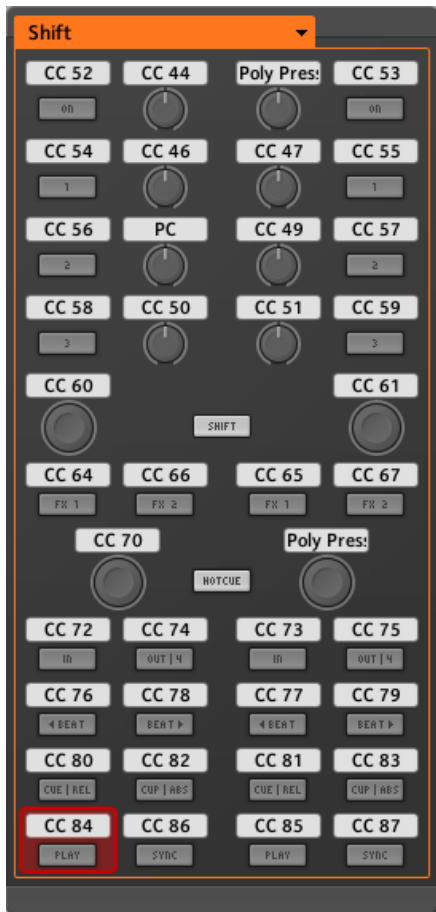 Shift
CC 52 CC 44 Poly Press CC 53
ON ON
CC 54 CC 46 CC 47 CC 55
1 1
CC 56 PC CC 49 CC 57
2 2
CC 58 CC 50 CC 51 CC 59
3 3
CC 60 CC 61
SHIFT
CC 64 CC 66 CC 65 CC 67
FX 1 FX 2 FX 1 FX 2
CC 70 Poly Press
HOTCUE
CC 72 CC 74 CC 73 CC 75
IN OUT | 4 IN OUT | 4
CC 76 CC 78 CC 77 CC 79
BEAT BEAT BEAT BEAT
CC 80 CC 82 CC 81 CC 83
CUE | REL CUP | ABS CUE | REL CUP | ABS
CC 84 CC 86 CC 85 CC 87
PLAY SYNC PLAY SYNC